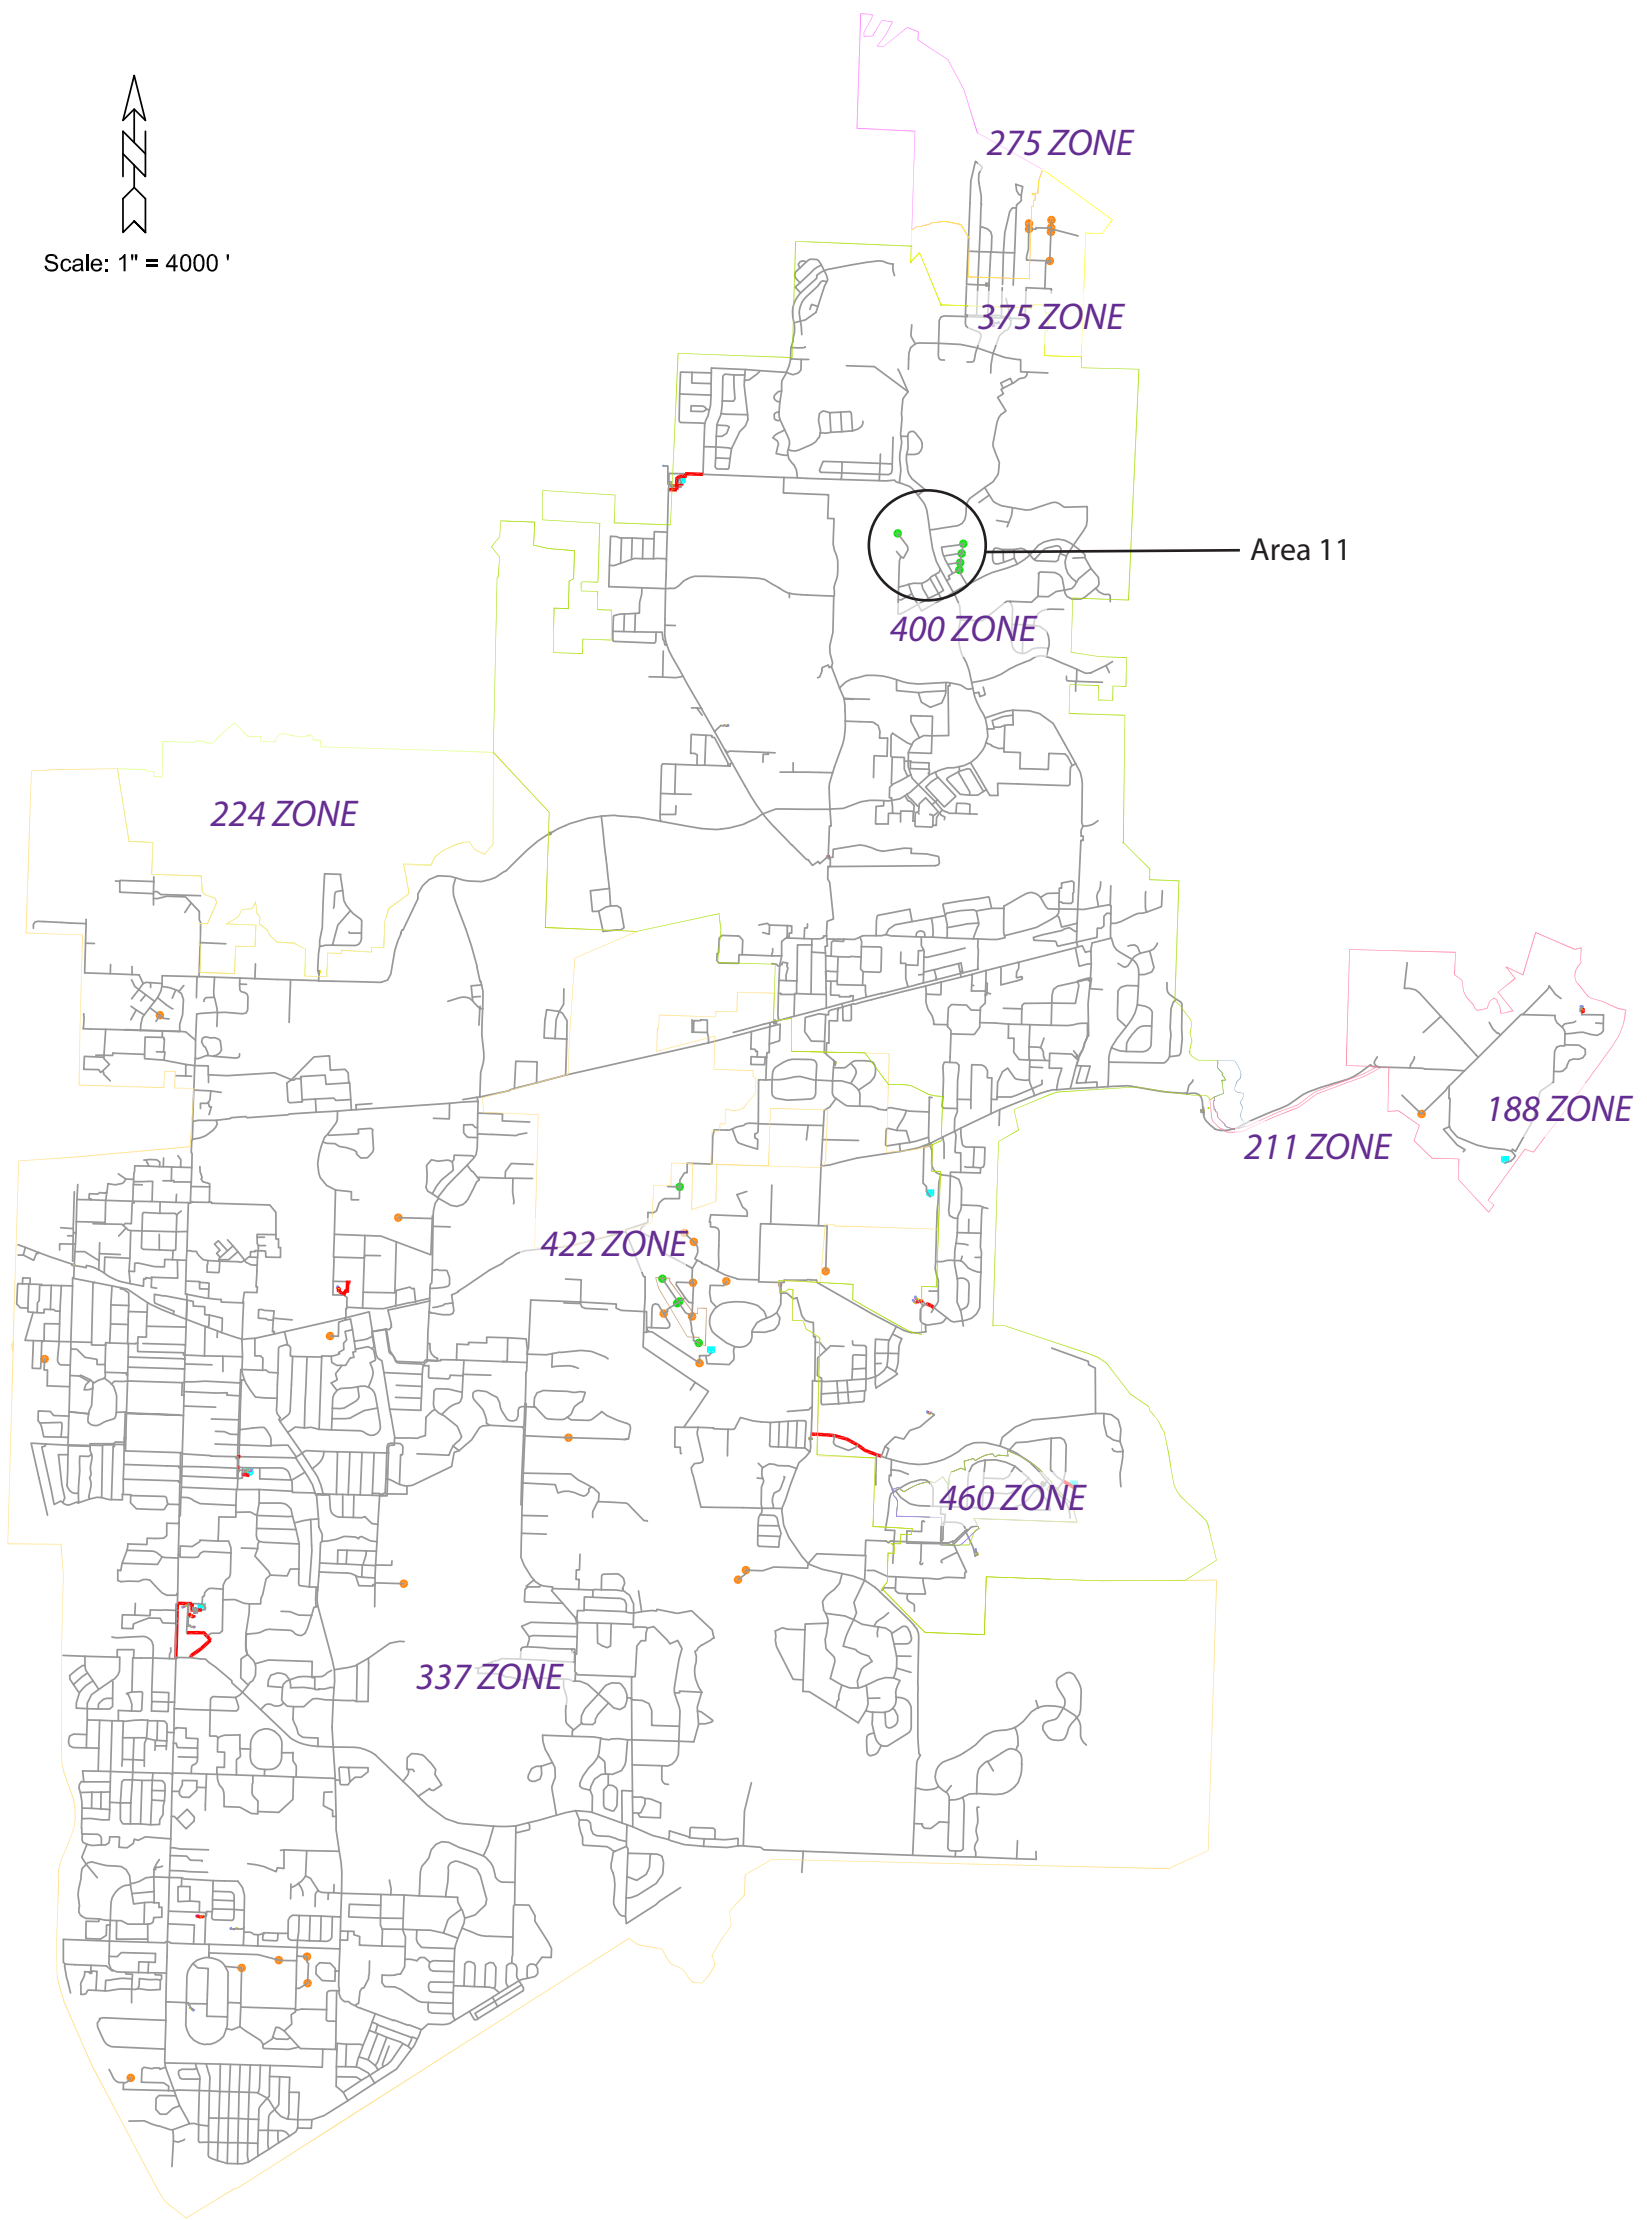 275 ZONE
Scale: 1" = 4000 '
375 ZONE
Area 11
400 ZONE
224 ZONE
188 ZONE
211 ZONE
422 ZONE
460 ZONE
337 ZONE